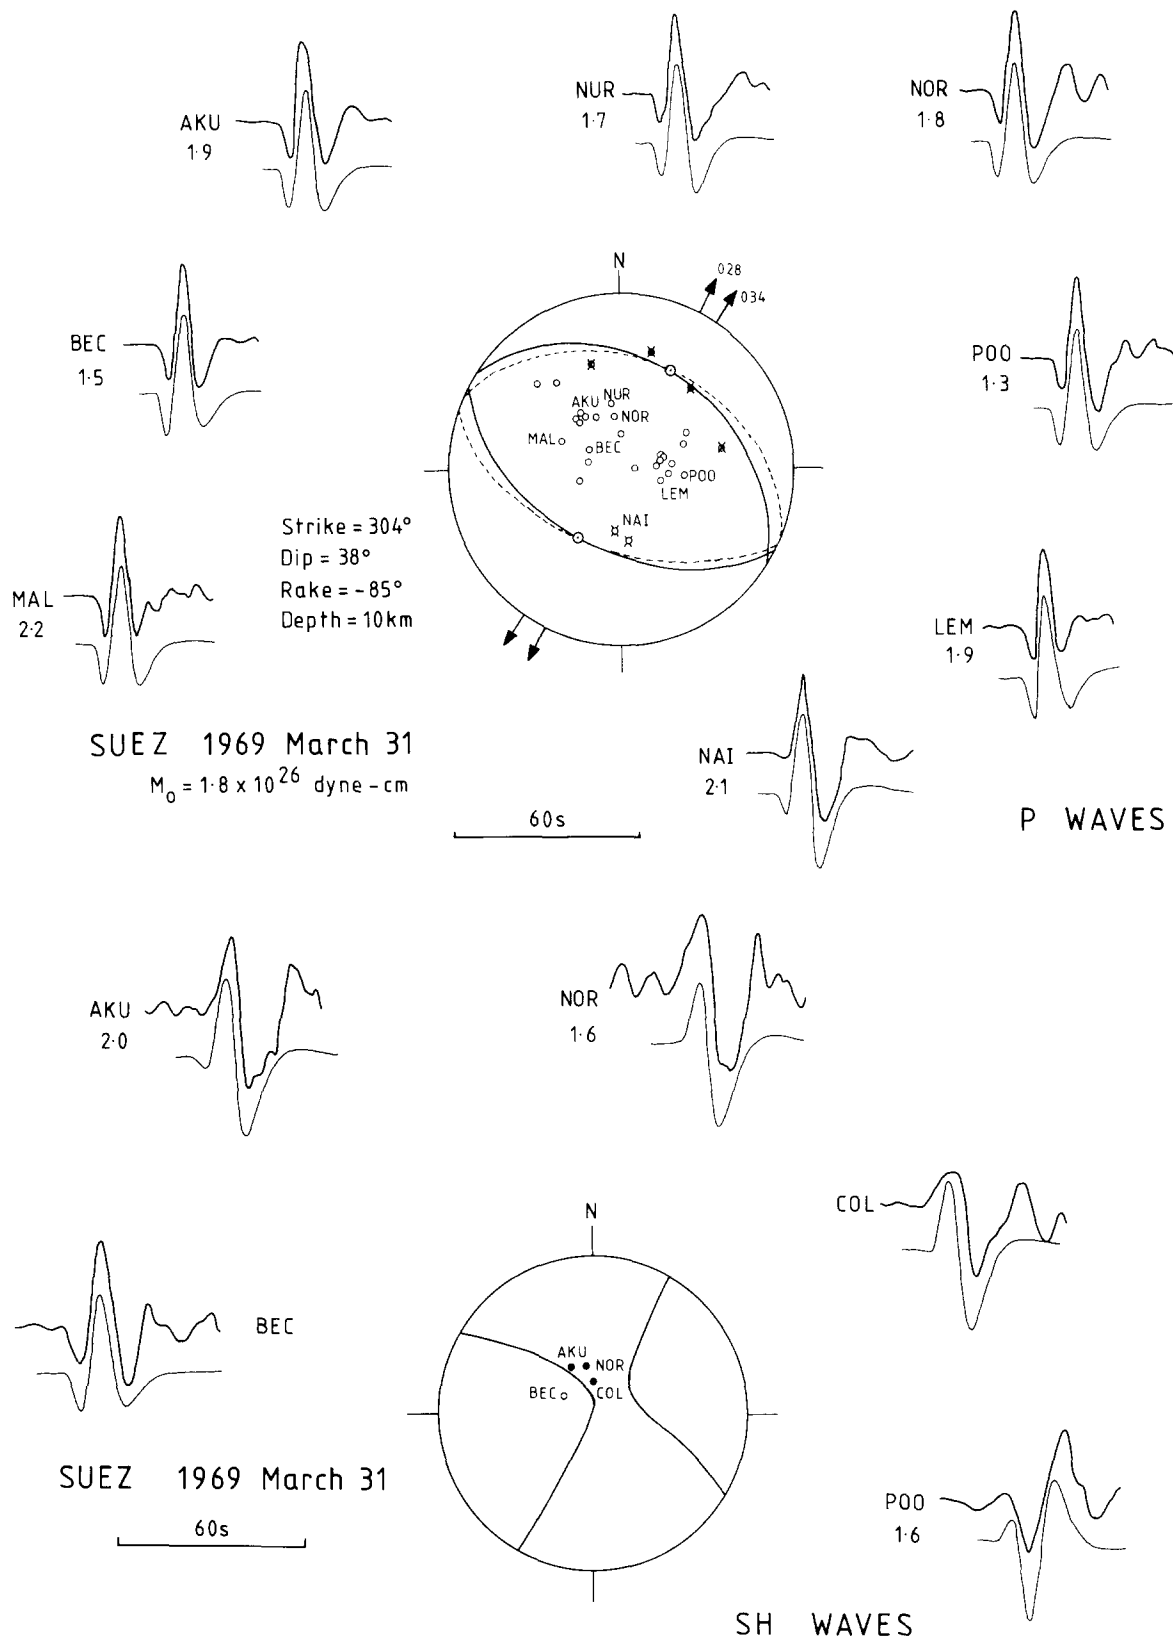 AKU
1·9
NUR
1·7
NOR
1·8
N
028
034
BEC
1·5
POO
1·3
NUR
AKU
NOR
MAL
BEC
POO
LEM
NAI
Strike = 304°
Dip = 38°
Rake = -85°
Depth = 10km
MAL
2·2
LEM
1·9
SUEZ 1969 March 31
M₀ = 1·8 x 10²⁶ dyne-cm
NAI
2·1
60s
P WAVES
AKU
2·0
NOR
1·6
COL
N
BEC
AKU
NOR
BEC
COL
SUEZ 1969 March 31
60s
POO
1·6
SH WAVES